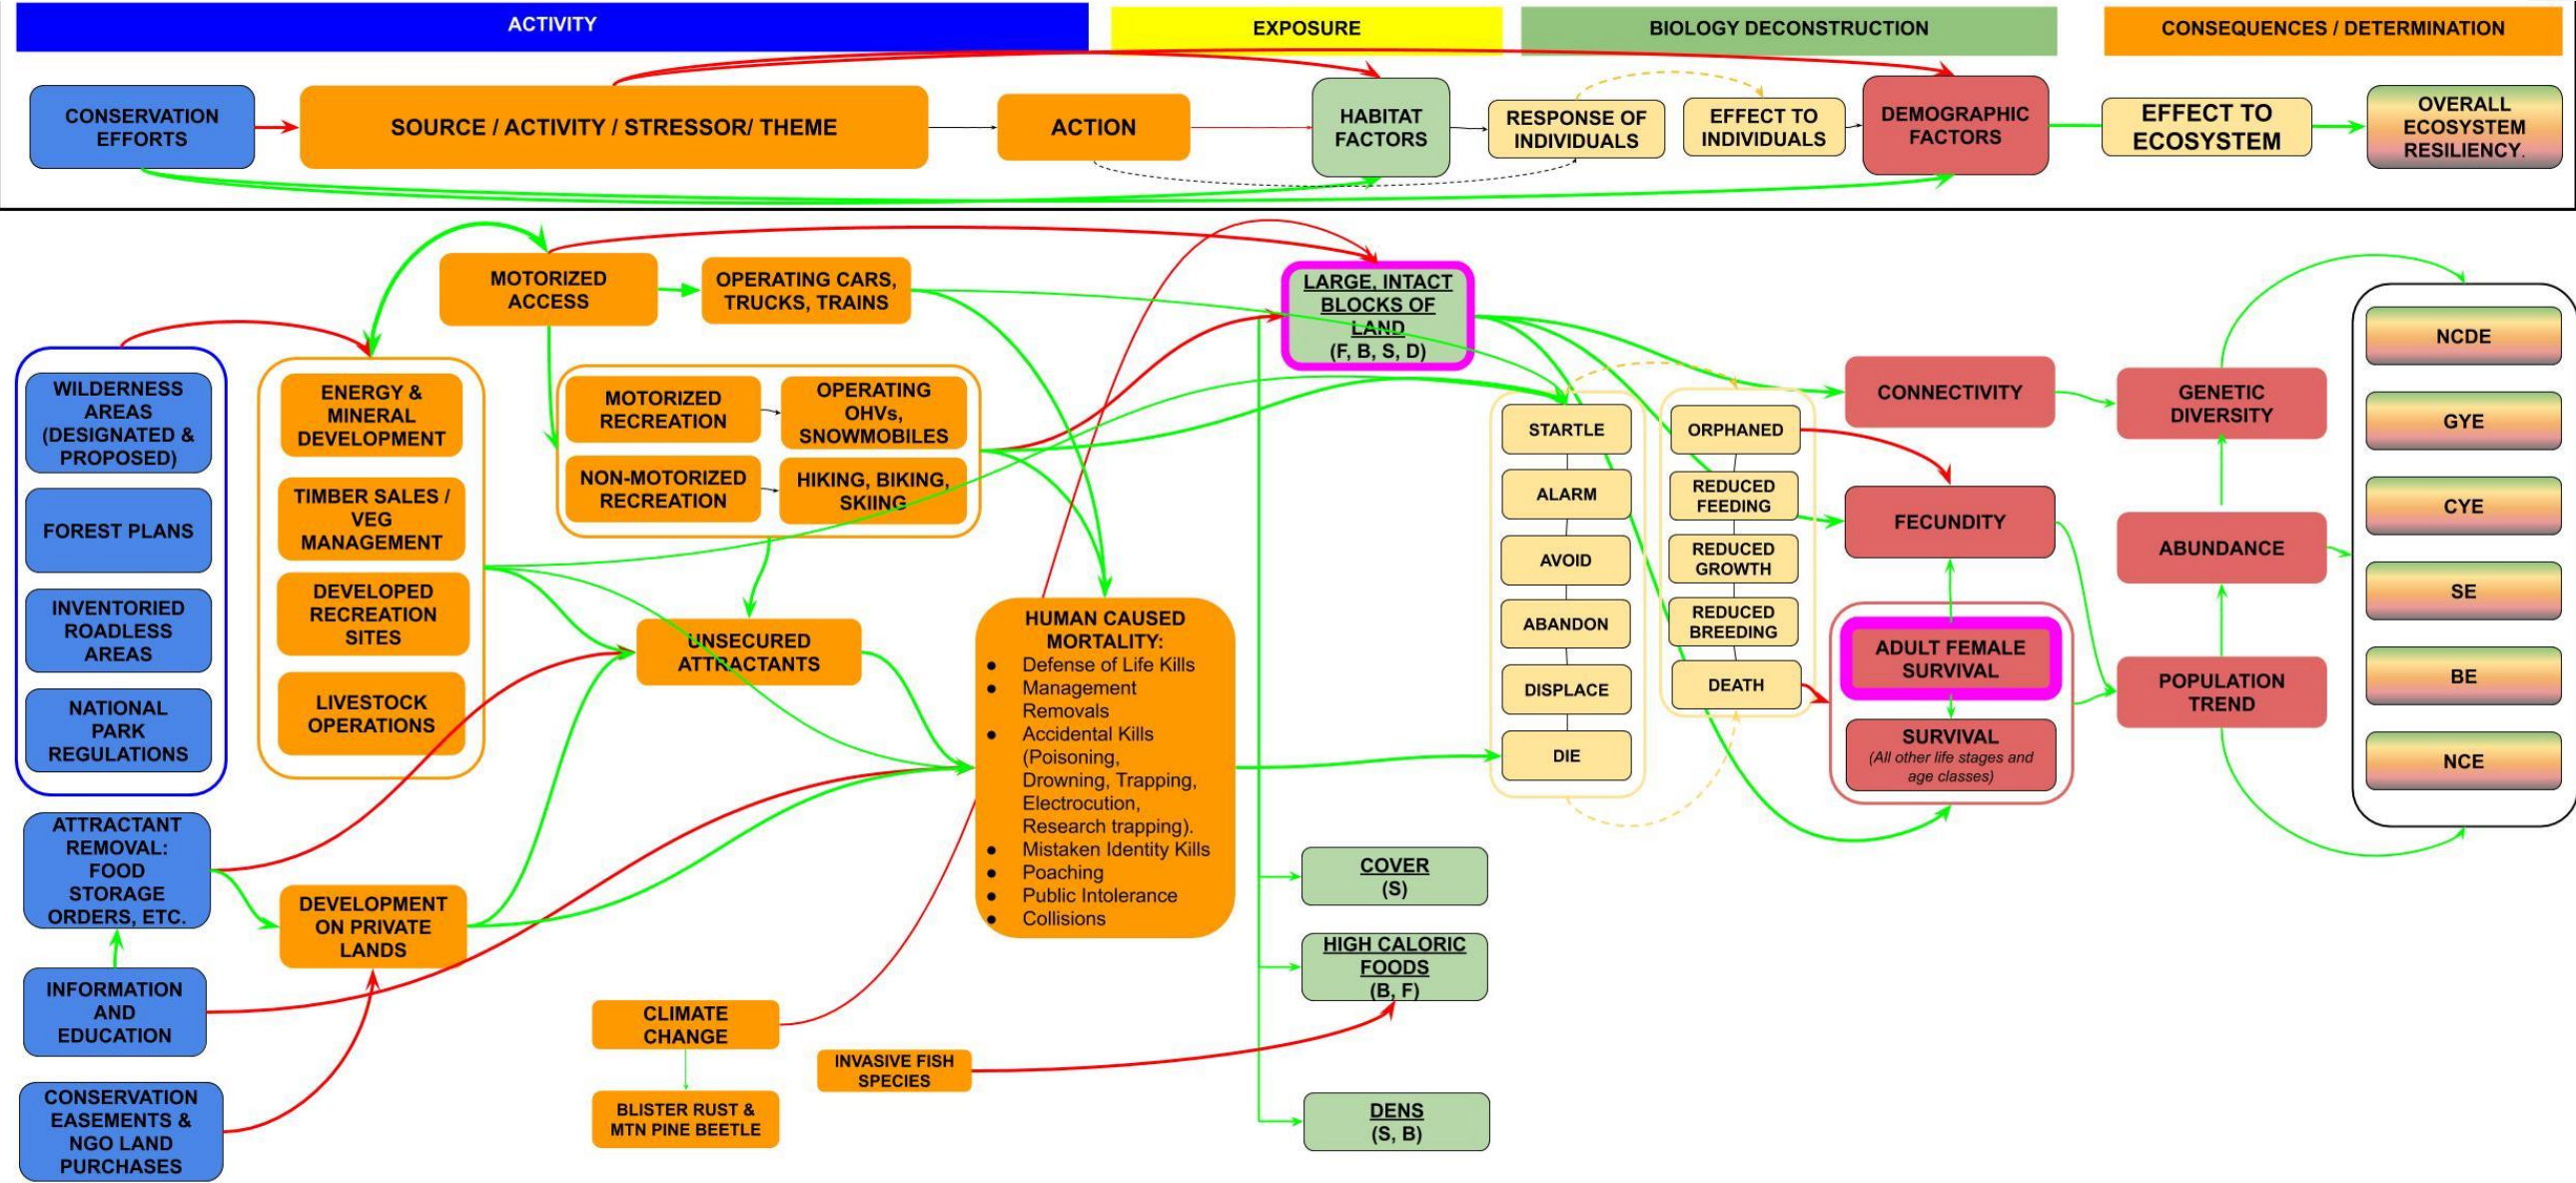 ACTIVITY
EXPOSURE
BIOLOGY DECONSTRUCTION
CONSEQUENCES / DETERMINATION
CONSERVATION
EFFORTS
SOURCE / ACTIVITY / STRESSOR/ THEME
ACTION
HABITAT
FACTORS
RESPONSE OF
INDIVIDUALS
EFFECT TO
INDIVIDUALS
DEMOGRAPHIC
FACTORS
EFFECT TO
ECOSYSTEM
OVERALL
ECOSYSTEM
RESILIENCY.
WILDERNESS
AREAS
(DESIGNATED &
PROPOSED)
FOREST PLANS
INVENTORIED
ROADLESS
AREAS
NATIONAL
PARK
REGULATIONS
ATTRACTANT
REMOVAL:
FOOD
STORAGE
ORDERS, ETC.
INFORMATION
AND
EDUCATION
CONSERVATION
EASEMENTS &
NGO LAND
PURCHASES
ENERGY &
MINERAL
DEVELOPMENT
TIMBER SALES /
VEG
MANAGEMENT
DEVELOPED
RECREATION
SITES
LIVESTOCK
OPERATIONS
DEVELOPMENT
ON PRIVATE
LANDS
MOTORIZED
ACCESS
OPERATING CARS,
TRUCKS, TRAINS
MOTORIZED
RECREATION
OPERATING
OHVs,
SNOWMOBILES
NON-MOTORIZED
RECREATION
HIKING, BIKING,
SKIING
UNSECURED
ATTRACTANTS
CLIMATE
CHANGE
BLISTER RUST &
MTN PINE BEETLE
INVASIVE FISH
SPECIES
HUMAN CAUSED
MORTALITY:
● Defense of Life Kills
● Management
Removals
● Accidental Kills
(Poisoning,
Drowning, Trapping,
Electrocution,
Research trapping).
● Mistaken Identity Kills
● Poaching
● Public Intolerance
● Collisions
LARGE, INTACT
BLOCKS OF
LAND
(F, B, S, D)
COVER
(S)
HIGH CALORIC
FOODS
(B, F)
DENS
(S, B)
STARTLE
ALARM
AVOID
ABANDON
DISPLACE
DIE
ORPHANED
REDUCED
FEEDING
REDUCED
GROWTH
REDUCED
BREEDING
DEATH
CONNECTIVITY
FECUNDITY
ADULT FEMALE
SURVIVAL
SURVIVAL
(All other life stages and
age classes)
GENETIC
DIVERSITY
ABUNDANCE
POPULATION
TREND
NCDE
GYE
CYE
SE
BE
NCE